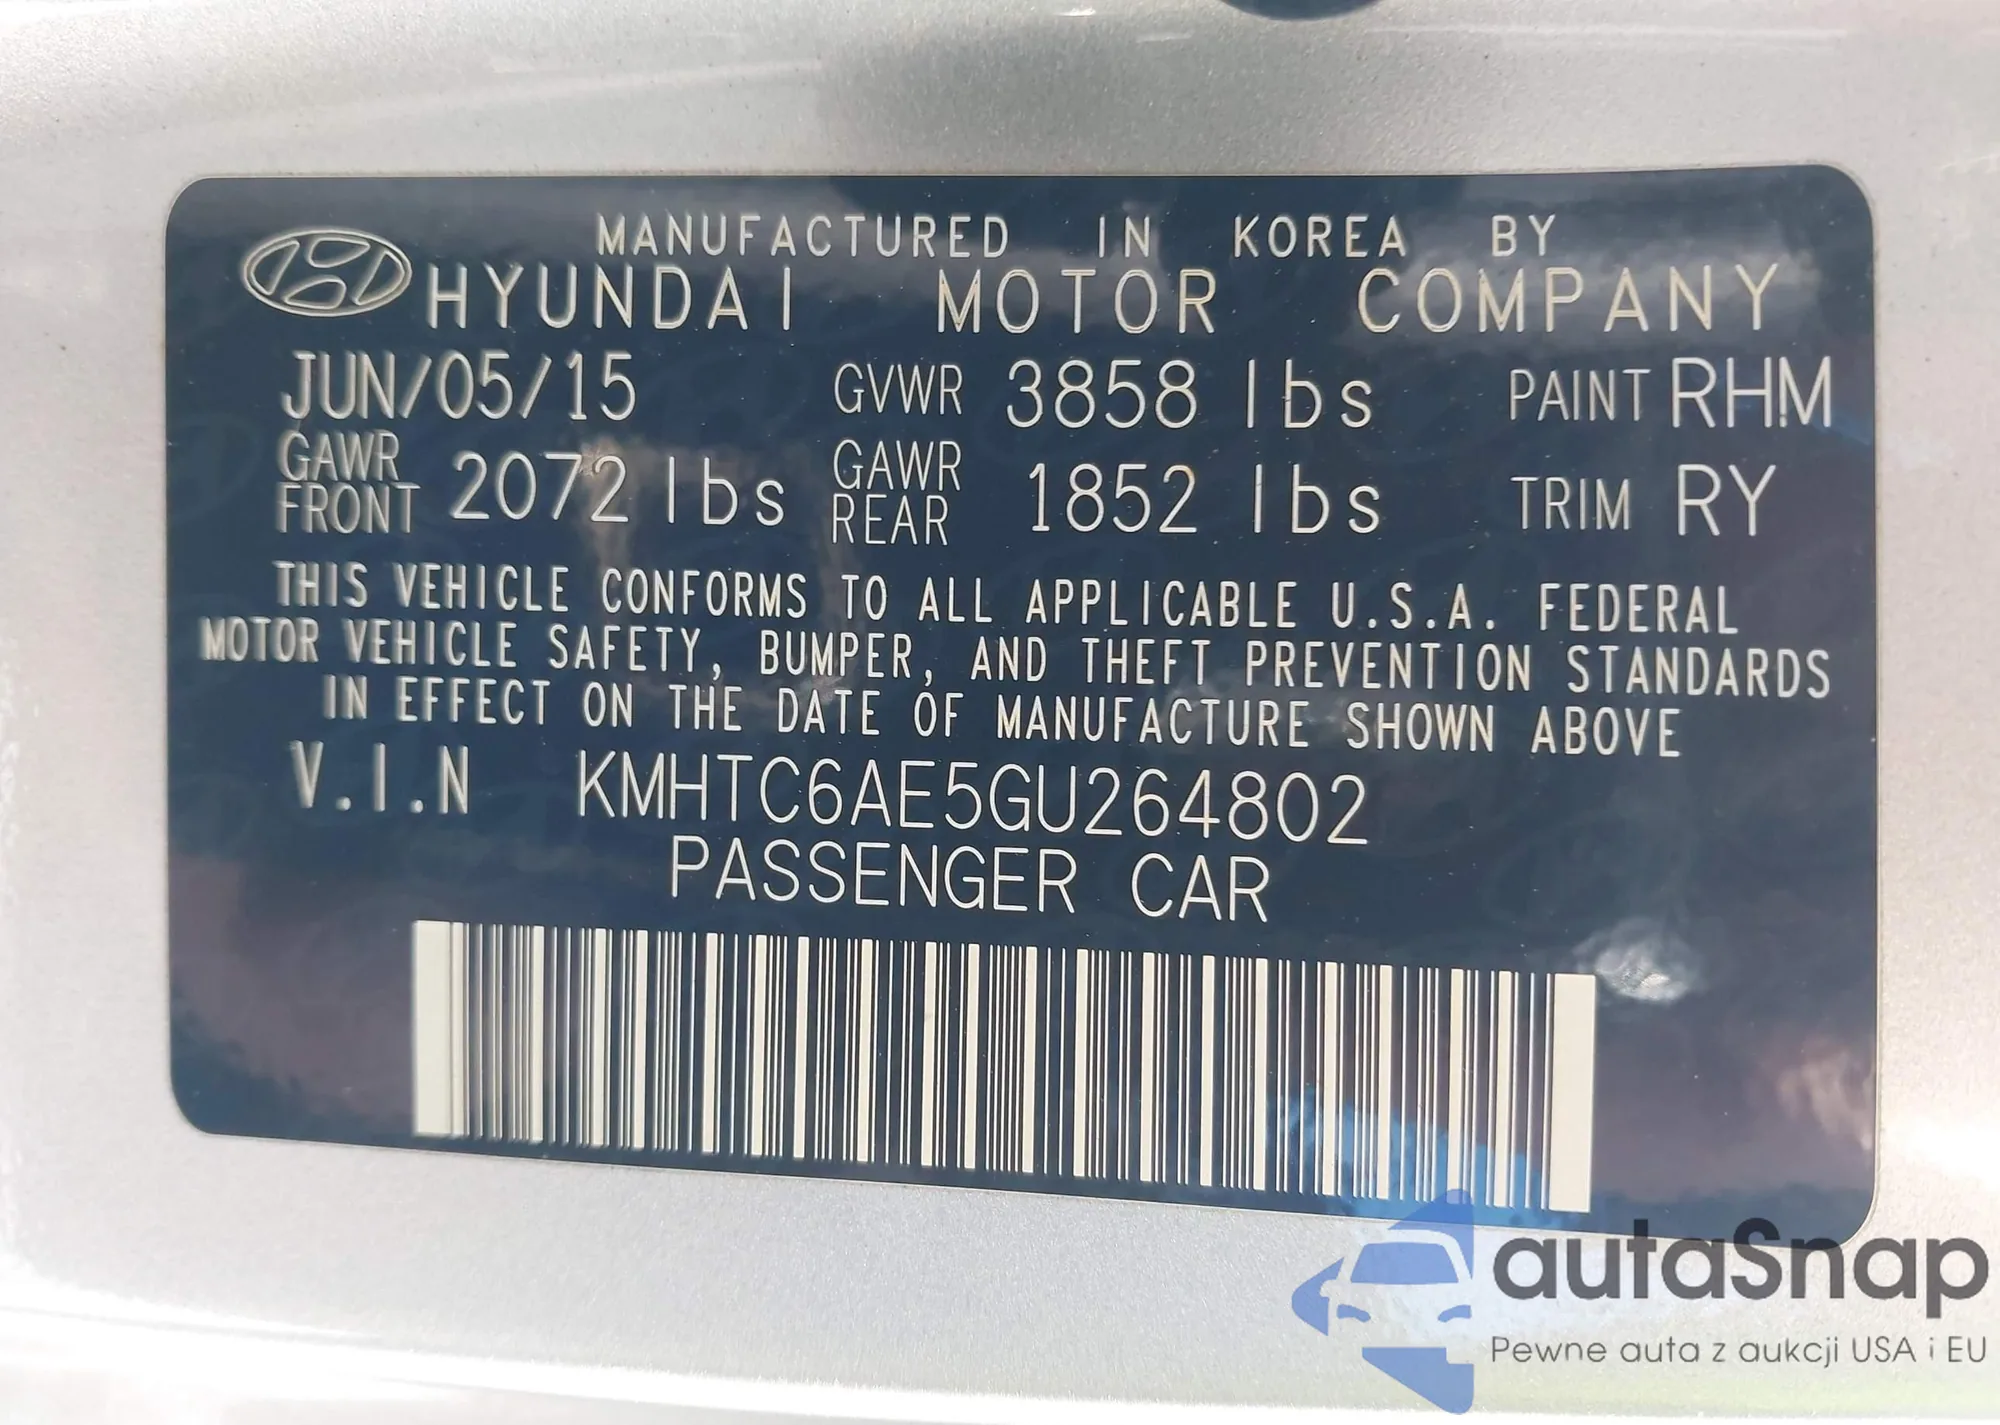 MANUFACTURED IN KOREA BY
HYUNDAI MOTOR COMPANY
JUN/05/15 GVWR 3858 lbs PAINT RHM
GAWR FRONT 2072 lbs GAWR REAR 1852 lbs TRIM RY
THIS VEHICLE CONFORMS TO ALL APPLICABLE U.S.A. FEDERAL
MOTOR VEHICLE SAFETY, BUMPER, AND THEFT PREVENTION STANDARDS
IN EFFECT ON THE DATE OF MANUFACTURE SHOWN ABOVE
V.I.N KMHTC6AE5GU264802
PASSENGER CAR
autaSnap
Pewne auta z aukcji USA i EU